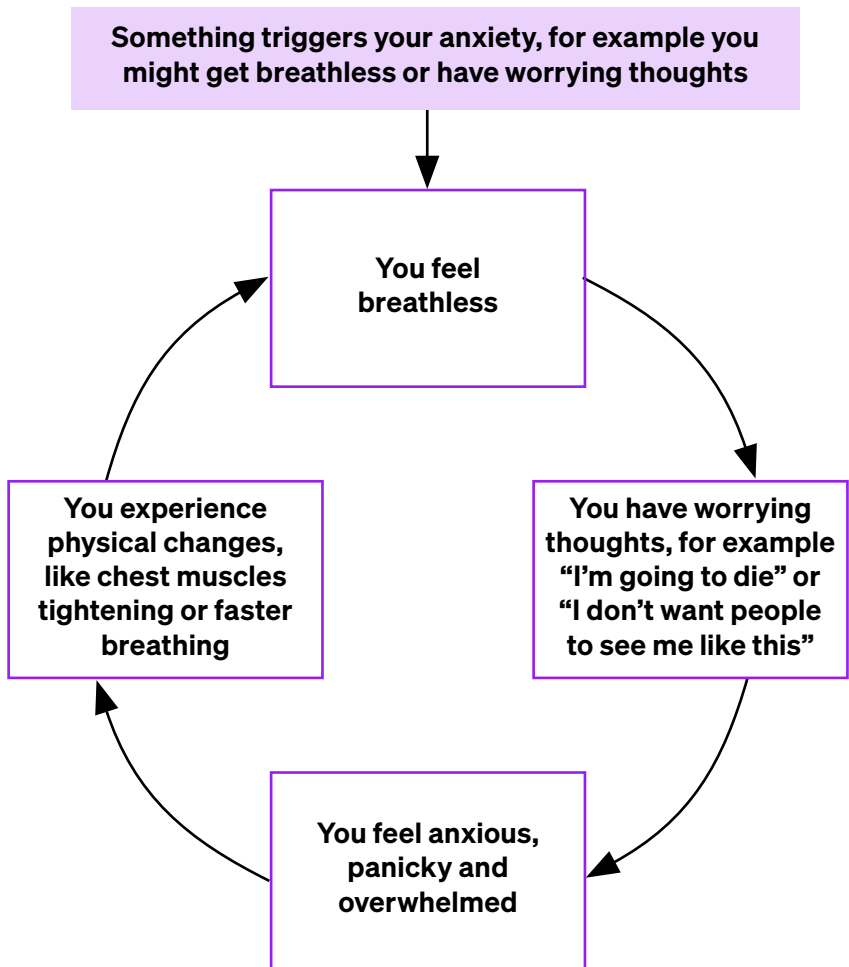 Something triggers your anxiety, for example you
might get breathless or have worrying thoughts
You feel
breathless
You have worrying
thoughts, for example
“I’m going to die” or
“I don’t want people
to see me like this”
You feel anxious,
panicky and
overwhelmed
You experience
physical changes,
like chest muscles
tightening or faster
breathing